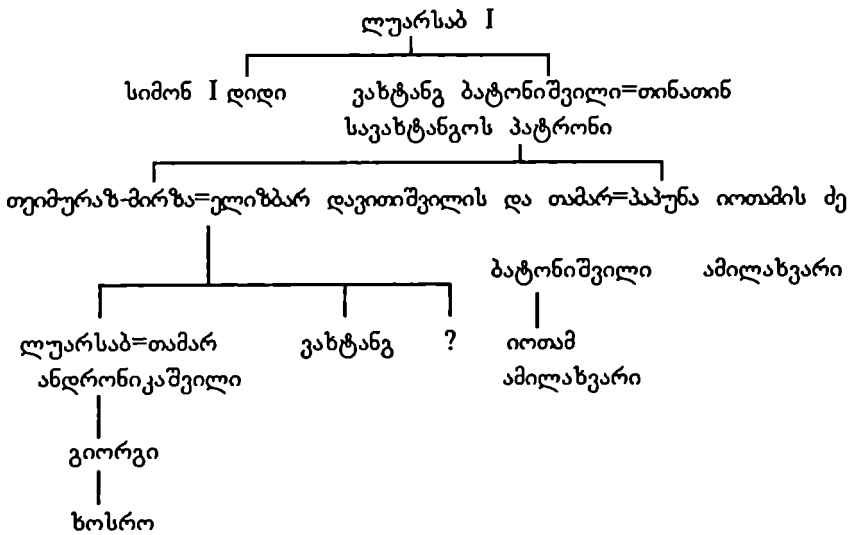 ლუარსაბ I
სიმონ I დიდი ვახტანგ ბატონიშვილი=თინათინ
სავახტანგოს პატრონი
თეიმურაზ-მირზა=ელიზბარ დავითიშვილის და თამარ=პაპუნა იოთამის ძე
ბატონიშვილი ამილახვარი
ლუარსაბ=თამარ ვახტანგ ? იოთამ
ანდრონიკაშვილი ამილახვარი
გიორგი
ხოსრო